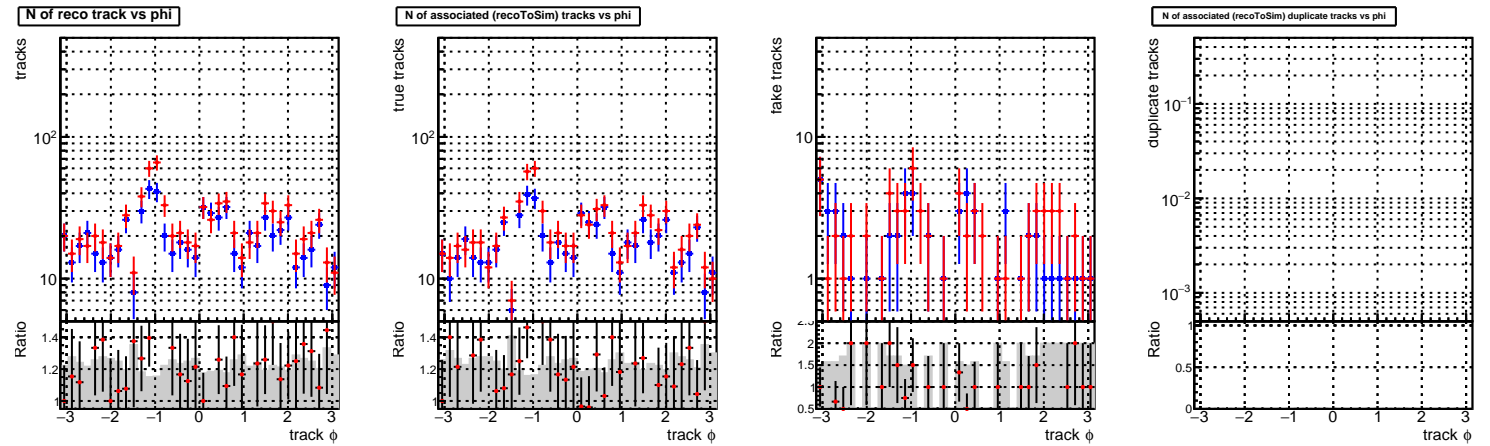 N of reco track vs phi
tracks
10²
10
Ratio
1.4
1.2
1
−3 −2 −1 0 1 2 3
track φ
N of associated (recoToSim) tracks vs phi
true tracks
10²
10
Ratio
1.4
1.2
1
−3 −2 −1 0 1 2 3
track φ
fake tracks
10
1
Ratio
2.5
2
1.5
1
0.5
−3 −2 −1 0 1 2 3
track φ
N of associated (recoToSim) duplicate tracks vs phi
duplicate tracks
10⁻¹
10⁻²
10⁻³
Ratio
1
0.5
0
−3 −2 −1 0 1 2 3
track φ